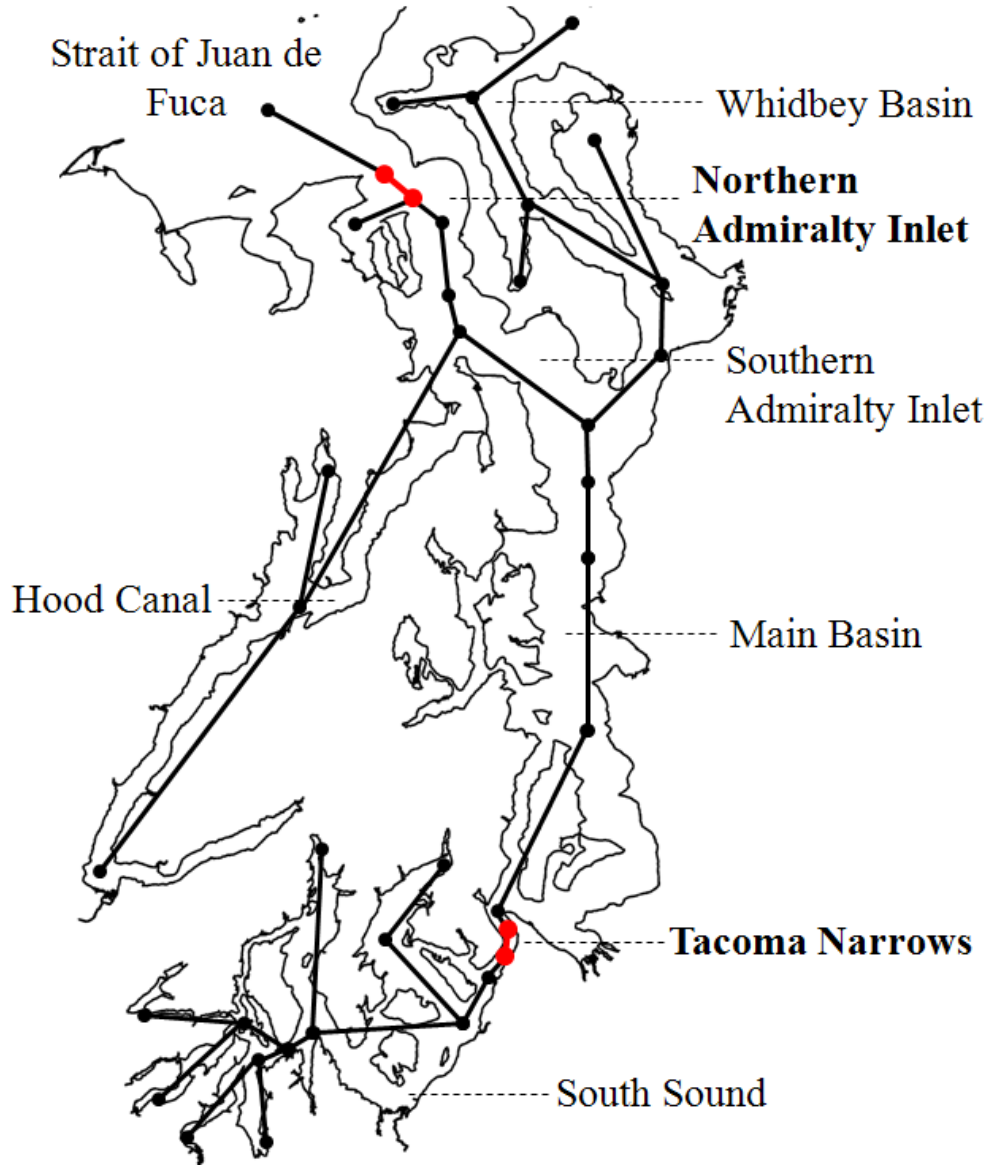 Strait of Juan de
Fuca
Whidbey Basin
Northern
Admiralty Inlet
Southern
Admiralty Inlet
Hood Canal
Main Basin
Tacoma Narrows
South Sound